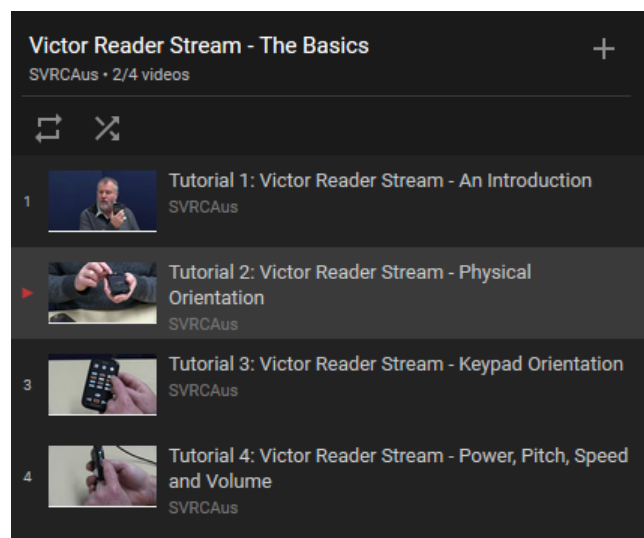 Victor Reader Stream - The Basics
SVRCAus • 2/4 videos
1
Tutorial 1: Victor Reader Stream - An Introduction
SVRCAus
Tutorial 2: Victor Reader Stream - Physical
Orientation
SVRCAus
3
Tutorial 3: Victor Reader Stream - Keypad Orientation
SVRCAus
4
Tutorial 4: Victor Reader Stream - Power, Pitch, Speed
and Volume
SVRCAus